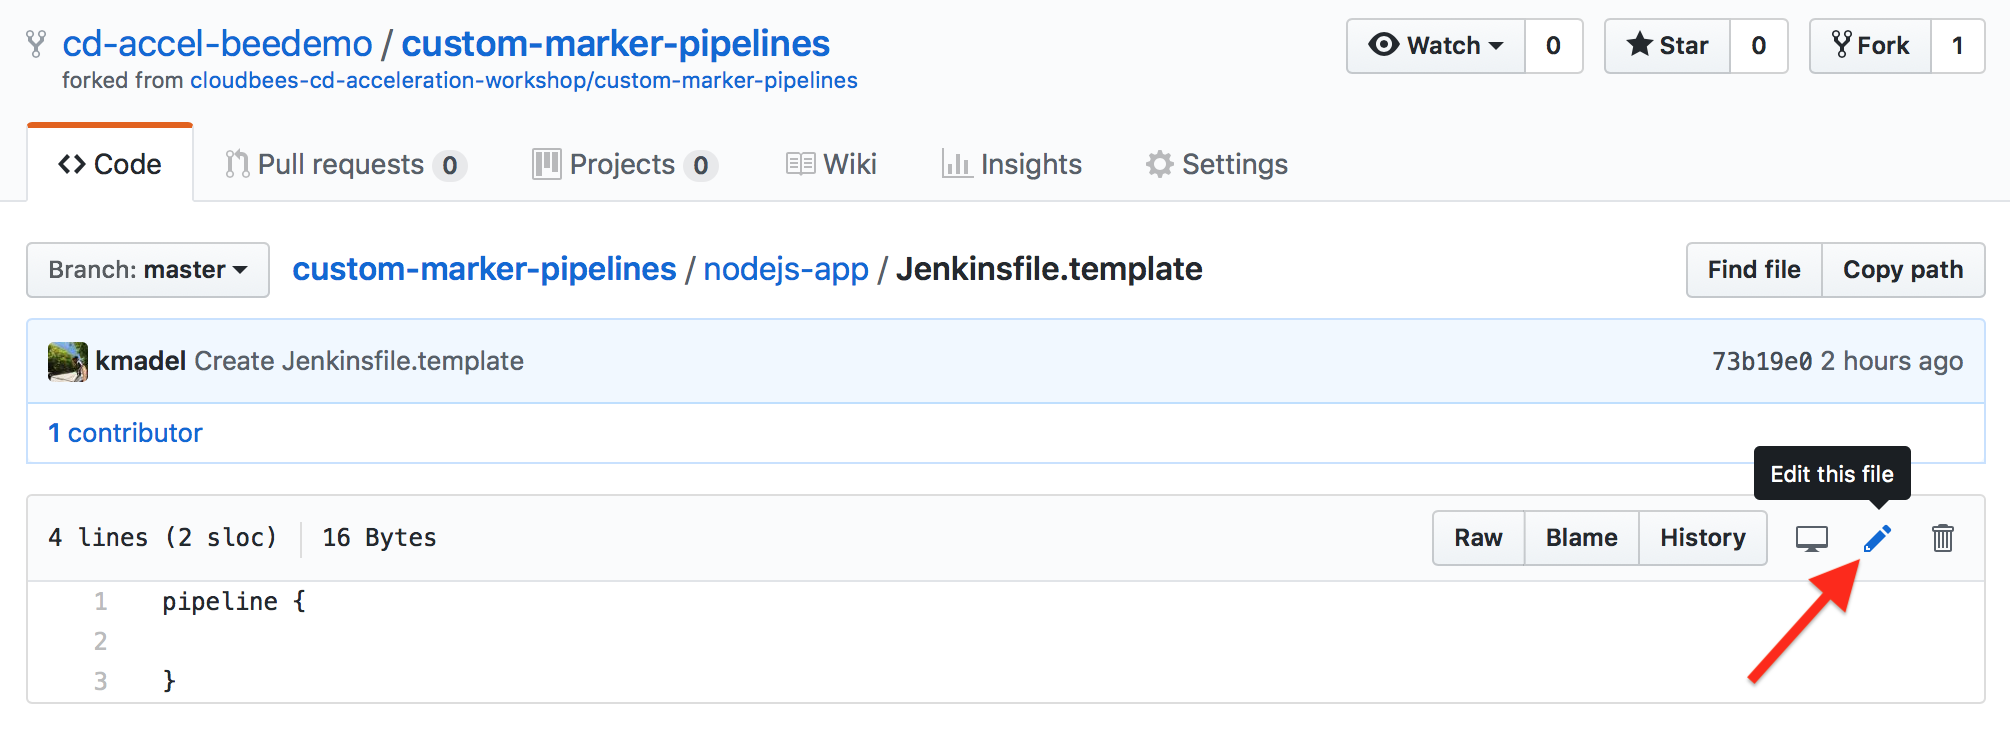 cd-accel-beedemo / custom-marker-pipelines
forked from cloudbees-cd-acceleration-workshop/custom-marker-pipelines
Watch 0 Star 0 Fork 1
Code Pull requests 0 Projects 0 Wiki Insights Settings
Branch: master custom-marker-pipelines / nodejs-app / Jenkinsfile.template Find file Copy path
kmadel Create Jenkinsfile.template 73b19e0 2 hours ago
1 contributor
Edit this file
4 lines (2 sloc) 16 Bytes Raw Blame History
1 pipeline {
2
3 }